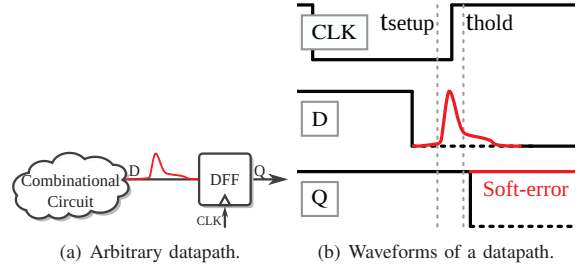 D
Q
Combinational
Circuit
DFF
CLK
(a) Arbitrary datapath.
CLK
tsetup
thold
D
Q
Soft-error
(b) Waveforms of a datapath.